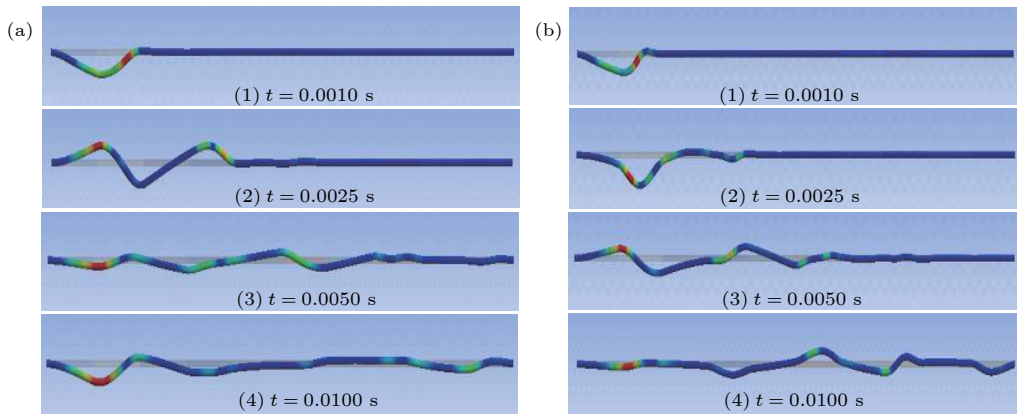 (a)
(1) t = 0.0010 s
(2) t = 0.0025 s
(3) t = 0.0050 s
(4) t = 0.0100 s
(b)
(1) t = 0.0010 s
(2) t = 0.0025 s
(3) t = 0.0050 s
(4) t = 0.0100 s